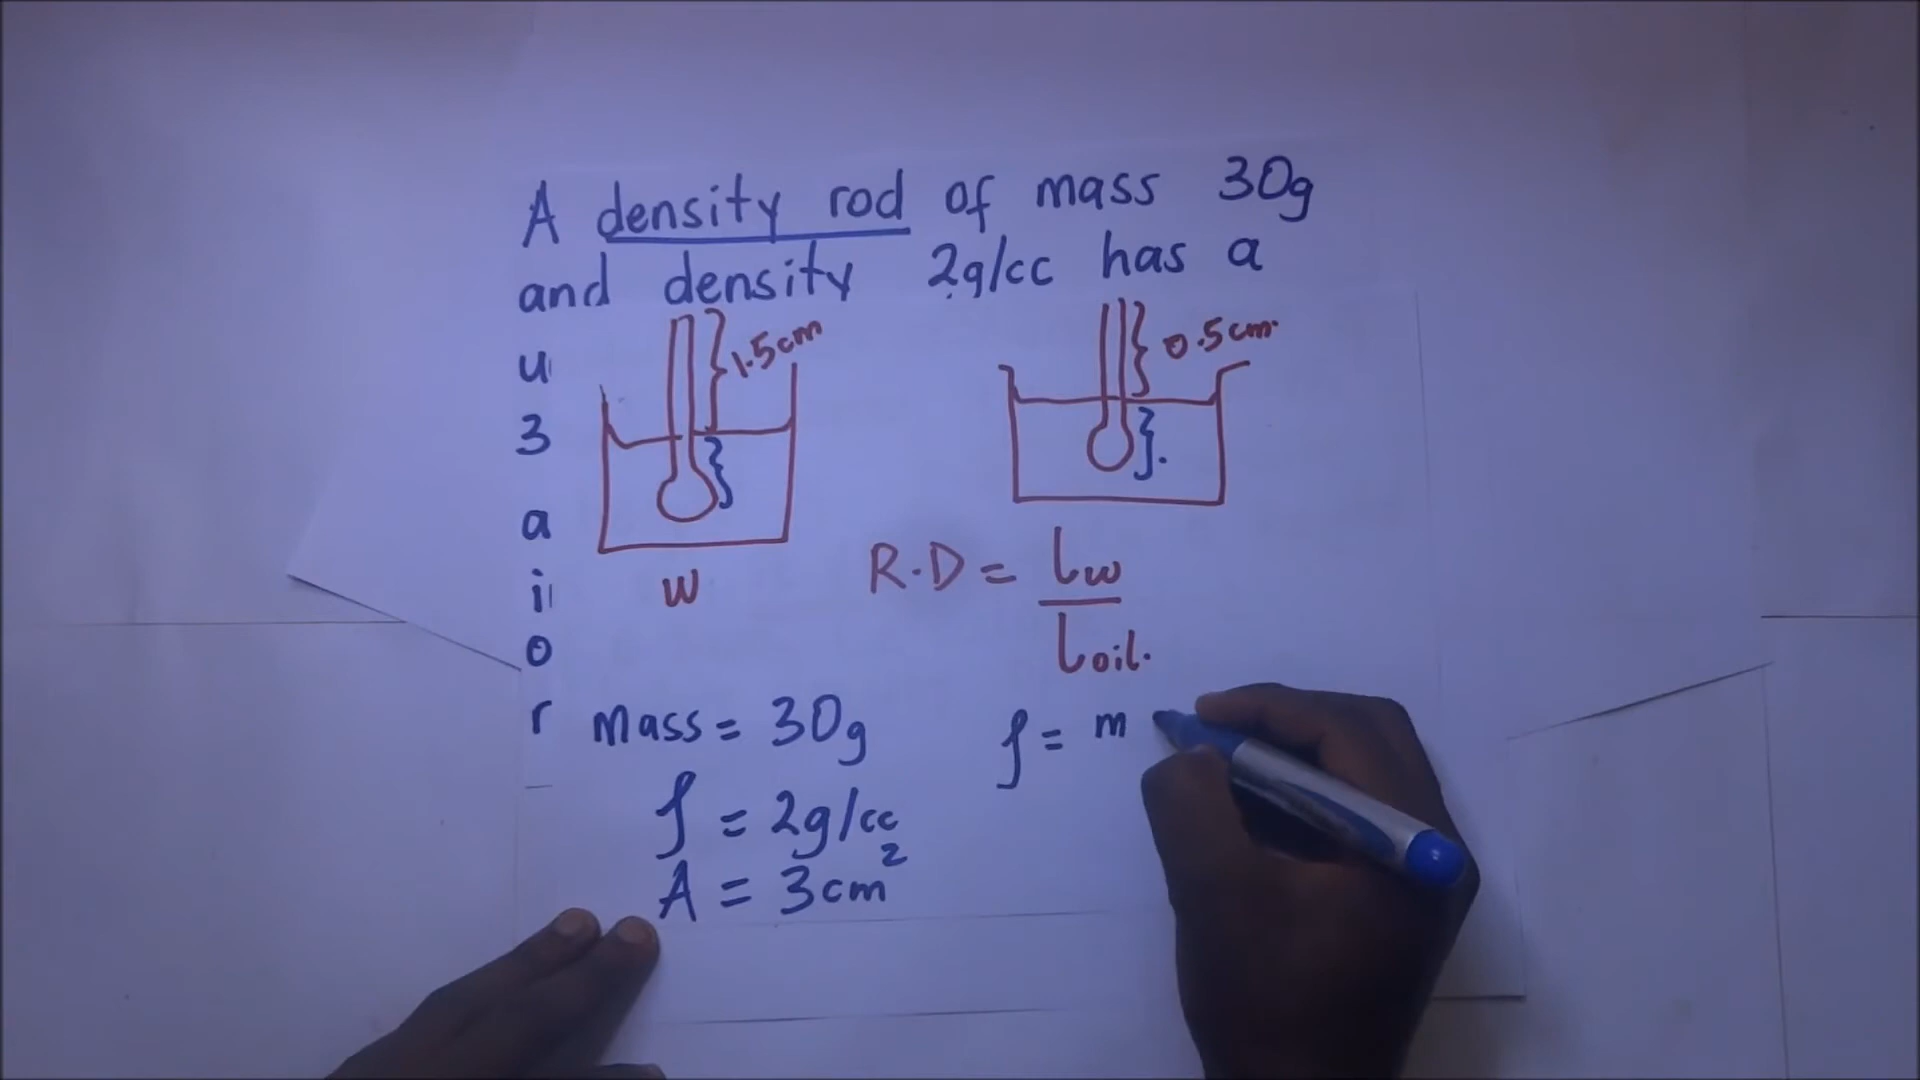 A density rod of mass 30g
and density 2g/cc has a
u
3
a
i
o
r
1.5cm
0.5cm.
W
R.D = lw
loil.
mass = 30g
ρ = 2g/cc
A = 3cm²
ρ = m